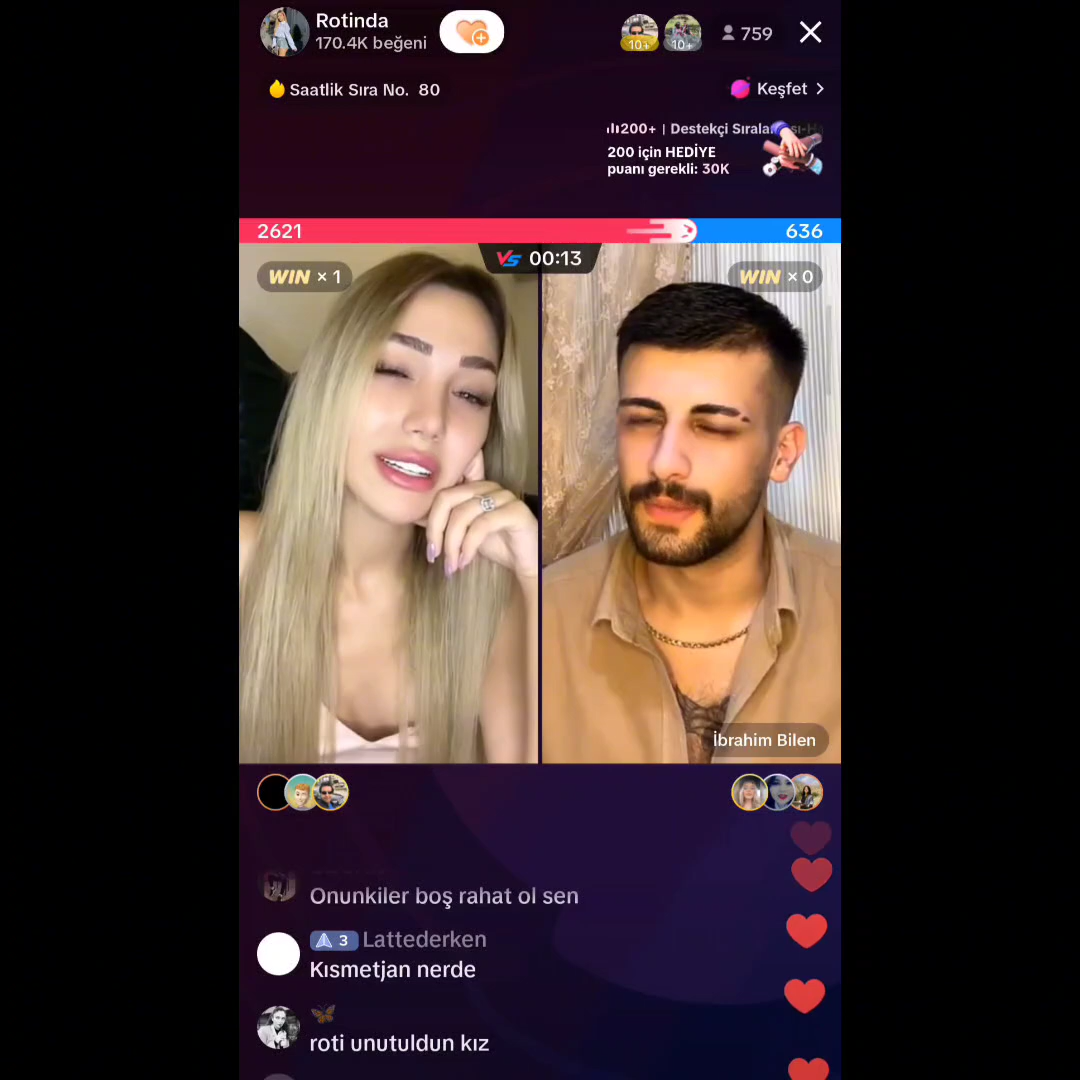 Rotinda
170.4K beğeni
10+
10+
759
Saatlik Sıra No. 80
Keşfet
200+ | Destekçi
200 için HEDİYE
puanı gerekli: 30K
2621
636
VS 00:13
WIN × 1
WIN × 0
İbrahim Bilen
Onunkiler boş rahat ol sen
3 Lattederken
Kısmetjan nerde
roti unutuldun kız